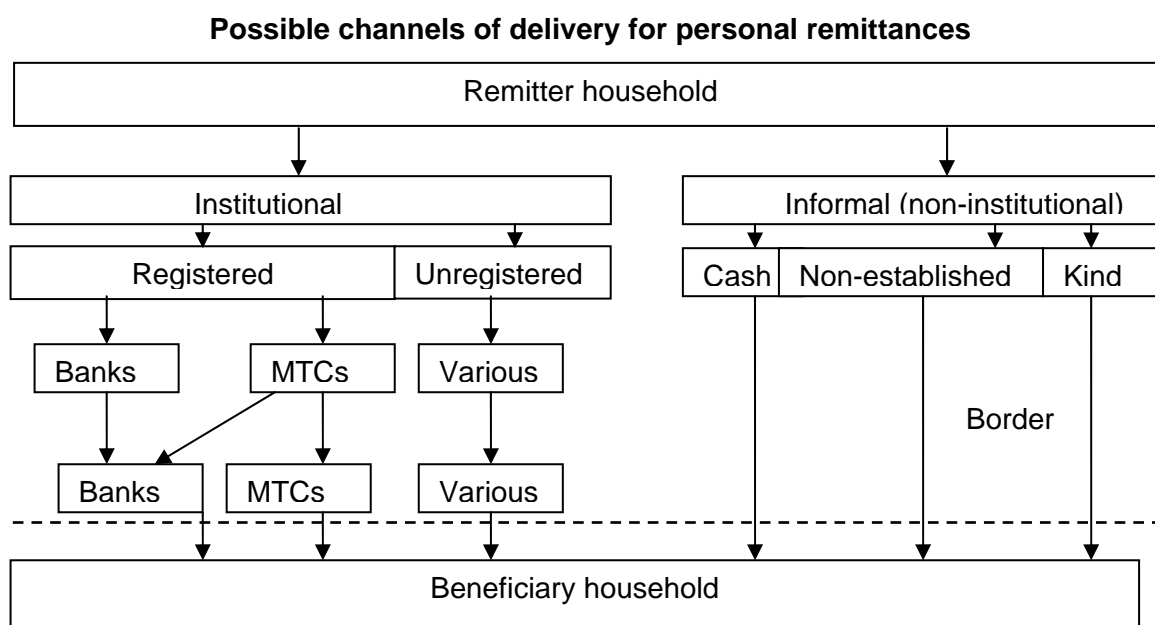 Possible channels of delivery for personal remittances
Remitter household
Institutional
Informal (non-institutional)
Registered
Unregistered
Cash
Non-established
Kind
Banks
MTCs
Various
Border
Banks
MTCs
Various
Beneficiary household